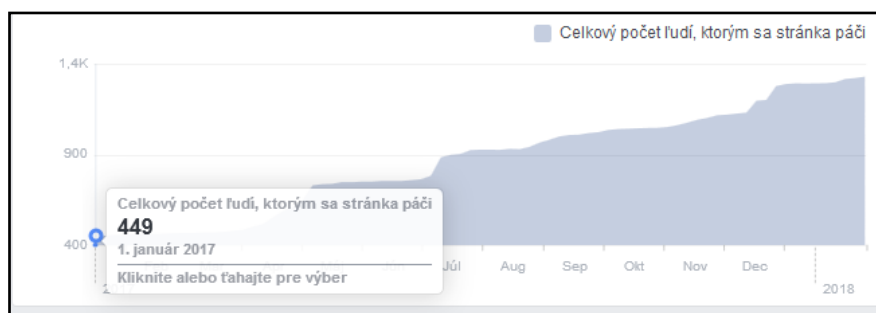 Celkový počet ľudí, ktorým sa stránka páči
1,4K
900
400
Celkový počet ľudí, ktorým sa stránka páči
449
1. január 2017
Kliknite alebo ťahajte pre výber
Júl Aug Sep Okt Nov Dec
2018